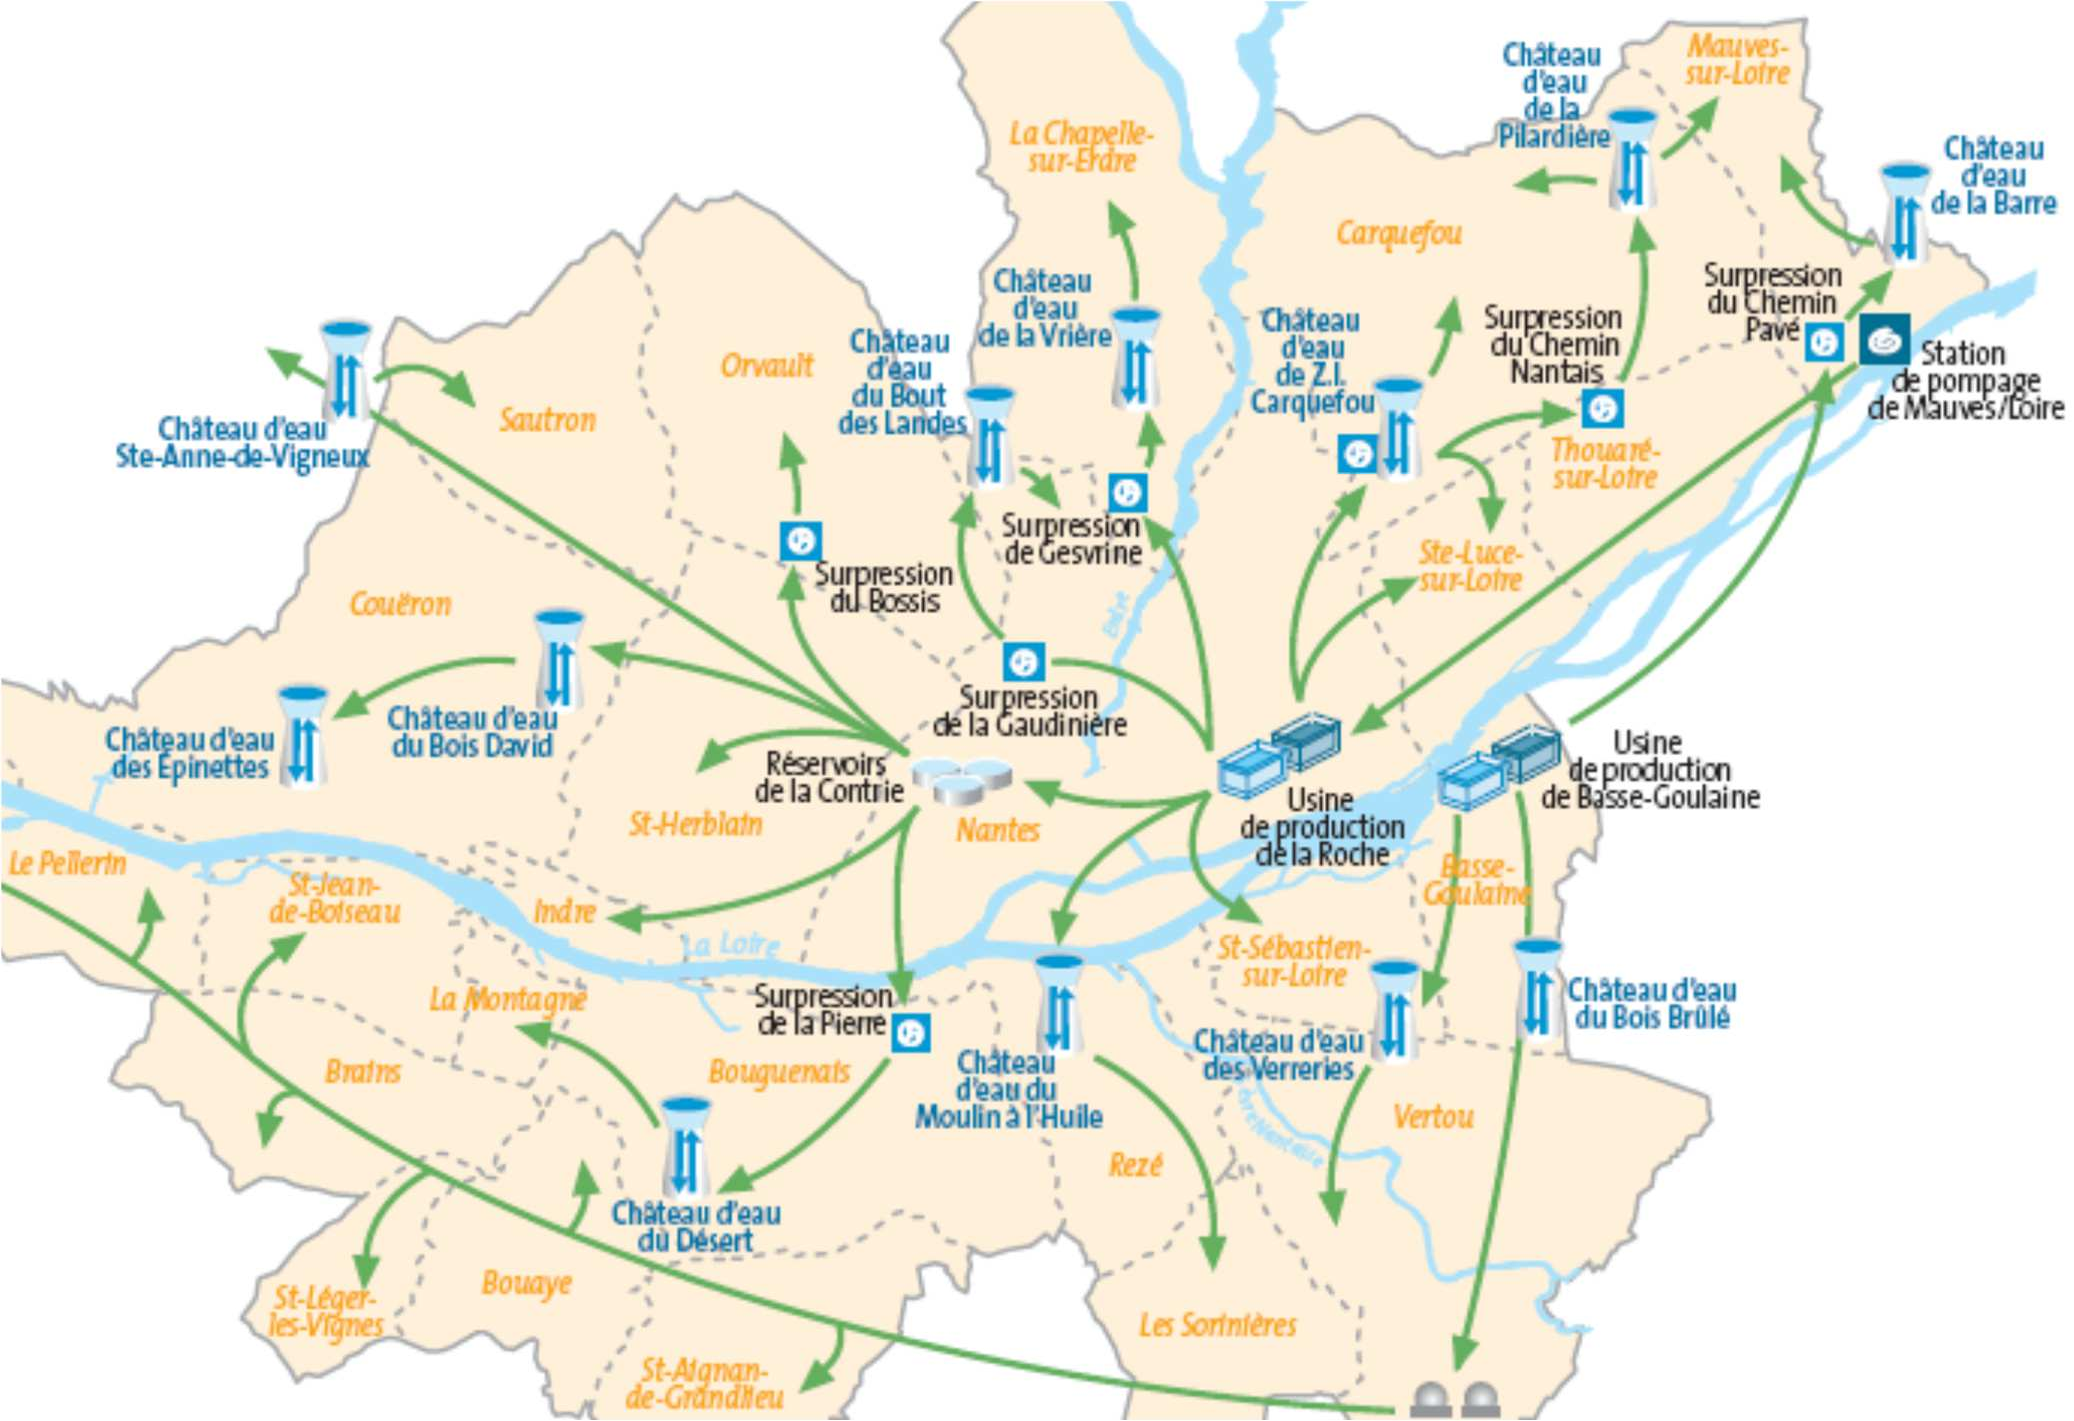 Château
d'eau
de la
Pilardière
Mauves-
sur-Loire
La Chapelle-
sur-Erdre
Château
d'eau
de la Barre
Carquefou
Surpression
du Chemin
Pavé
Station
de pompage
de Mauves/Loire
Château
d'eau
de la Vrière
Château
d'eau
de Z.I.
Carquefou
Surpression
du Chemin
Nantais
Château
d'eau
du Bout
des Landes
Orvault
Sautron
Château d'eau
Ste-Anne-de-Vigneux
Thouaré-
sur-Loire
Surpression
de Gesvrine
Ste-Luce-
sur-Loire
Surpression
du Bossis
Couëron
Erdre
Surpression
de la Gaudinière
Château d'eau
du Bois David
Château d'eau
des Epinettes
Réservoirs
de la Contrie
Usine
de production
de Basse-Goulaine
Usine
de production
de la Roche
St-Herblain
Nantes
Le Pellerin
St-Jean-
de-Boiseau
Indre
Basse-
Goulaine
La Loire
St-Sébastien-
sur-Loire
La Montagne
Surpression
de la Pierre
Château d'eau
du Bois Brûlé
Château d'eau
des Verreries
Brains
Bouguenais
Château
d'eau du
Moulin à l'Huile
Vertou
Rezé
Château d'eau
du Désert
St-Léger-
les-Vignes
Bouaye
Les Sorinières
St-Aignan-
de-Grandlieu